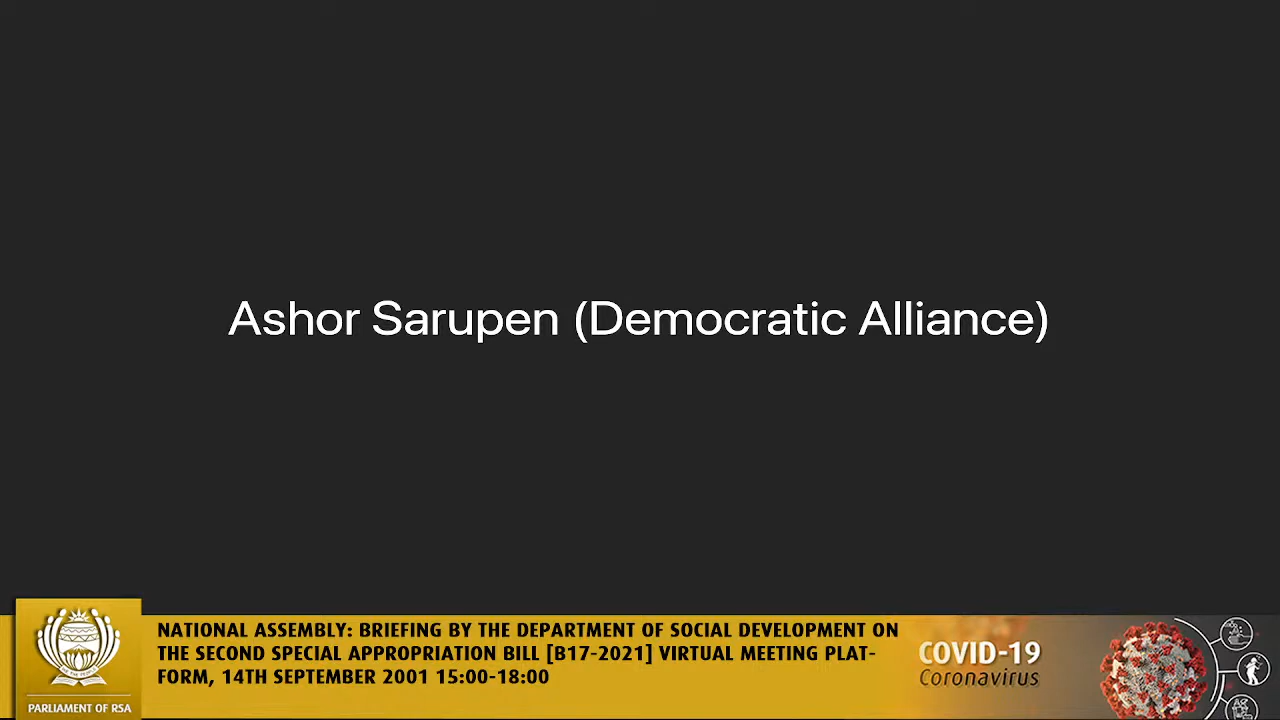 Ashor Sarupen (Democratic Alliance)
NATIONAL ASSEMBLY: BRIEFING BY THE DEPARTMENT OF SOCIAL DEVELOPMENT ON
THE SECOND SPECIAL APPROPRIATION BILL [B17-2021] VIRTUAL MEETING PLAT-
FORM, 14TH SEPTEMBER 2001 15:00-18:00
COVID-19
Coronavirus
PARLIAMENT OF RSA